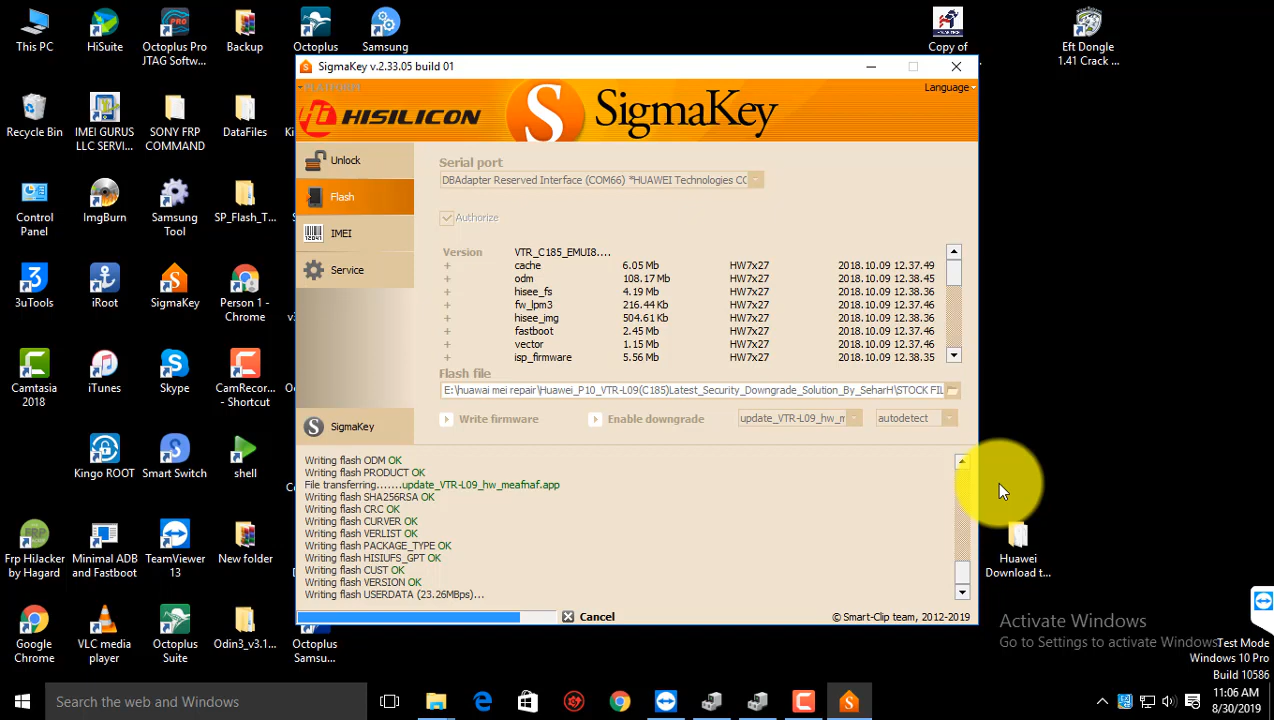 This PC
HiSuite
Octoplus Pro
JTAG Softw...
Backup
Octoplus
Samsung
Copy of
Eft Dongle
1.41 Crack ...
Recycle Bin
IMEI GURUS
LLC SERVI...
SONY FRP
COMMAND
DataFiles
Control
Panel
ImgBurn
Samsung
Tool
SP_Flash_T...
3uTools
iRoot
SigmaKey
Person 1 -
Chrome
Camtasia
2018
iTunes
Skype
CamRecor...
- Shortcut
Kingo ROOT
Smart Switch
shell
Frp HiJacker
by Hagard
Minimal ADB
and Fastboot
TeamViewer
13
New folder
Google
Chrome
VLC media
player
Octoplus
Suite
Odin3_v3.1...
Octoplus
Samsu...
Huawei
Download t...
SigmaKey v.2.33.05 build 01
PLATFORM
Language
HISILICON
SigmaKey
Unlock
Flash
IMEI
Service
SigmaKey
Serial port
DBAdapter Reserved Interface (COM66) *HUAWEI Technologies CC
Authorize
Version VTR_C185_EMUI8....
+ cache 6.05 Mb HW7x27 2018.10.09 12.37.49
+ odm 108.17 Mb HW7x27 2018.10.09 12.38.45
+ hisee_fs 4.19 Mb HW7x27 2018.10.09 12.38.36
+ fw_lpm3 216.44 Kb HW7x27 2018.10.09 12.37.46
+ hisee_img 504.61 Kb HW7x27 2018.10.09 12.38.36
+ fastboot 2.45 Mb HW7x27 2018.10.09 12.37.46
+ vector 1.15 Mb HW7x27 2018.10.09 12.37.46
+ isp_firmware 5.56 Mb HW7x27 2018.10.09 12.38.35
Flash file
E:\huawai mei repair\Huawei_P10_VTR-L09(C185)Latest_Security_Downgrade_Solution_By_SeharH\STOCK FIL
Write firmware Enable downgrade update_VTR-L09_hw_m autodetect
Writing flash ODM OK
Writing flash PRODUCT OK
File transferring.......update_VTR-L09_hw_meafnaf.app
Writing flash SHA256RSA OK
Writing flash CRC OK
Writing flash CURVER OK
Writing flash VERLIST OK
Writing flash PACKAGE_TYPE OK
Writing flash HISIUFS_GPT OK
Writing flash CUST OK
Writing flash VERSION OK
Writing flash USERDATA (23.26MBps)...
Cancel
© Smart-Clip team, 2012-2019
Activate Windows
Go to Settings to activate Windows.
Test Mode
Windows 10 Pro
Build 10586
Search the web and Windows
11:06 AM
8/30/2019